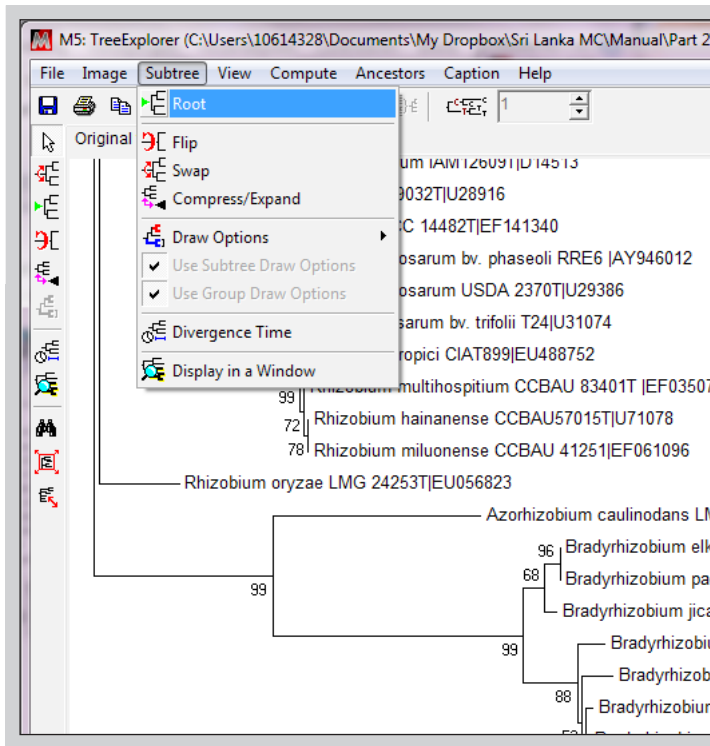 M5: TreeExplorer (C:\Users\10614328\Documents\My Dropbox\Sri Lanka MC\Manual\Part 2
File Image Subtree View Compute Ancestors Caption Help
Root
1
Original
Flip
um IAM12609T|D14513
Swap
9032T|U28916
Compress/Expand
CC 14482T|EF141340
Draw Options
osarum bv. phaseoli RRE6 |AY946012
Use Subtree Draw Options
Use Group Draw Options
osarum USDA 2370T|U29386
sarum bv. trifolii T24|U31074
Divergence Time
ropici CIAT899|EU488752
Display in a Window
multihospitium CCBAU 83401T |EF03507
99
Rhizobium hainanense CCBAU57015T|U71078
72
78 Rhizobium miluonense CCBAU 41251|EF061096
Rhizobium oryzae LMG 24253T|EU056823
Azorhizobium caulinodans LM
96 Bradyrhizobium elk
68 Bradyrhizobium pa
99
Bradyrhizobium jica
99 Bradyrhizobiu
Bradyrhizob
88
Bradyrhizobiur